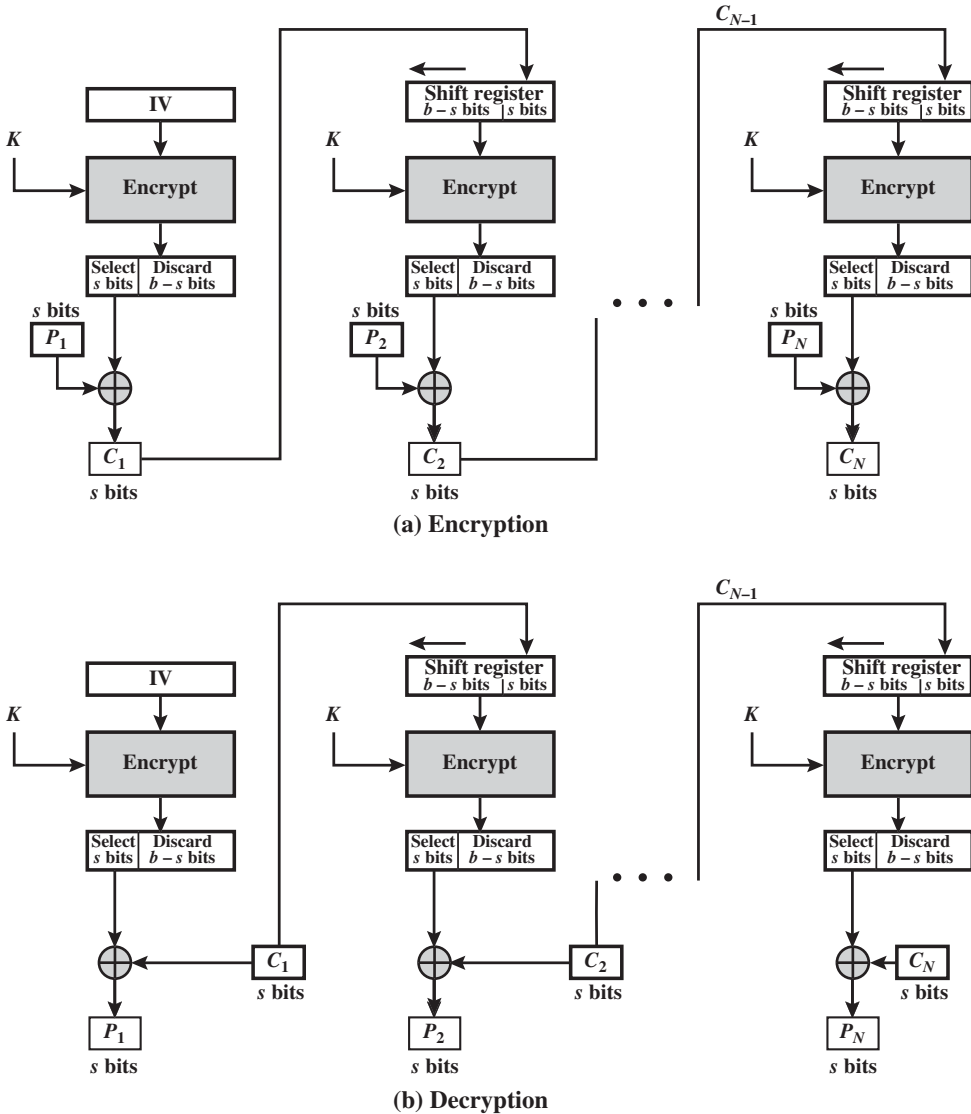 C_{N–1}
IV
Shift register
b – s bits | s bits
Shift register
b – s bits | s bits
K
Encrypt
K
Encrypt
K
Encrypt
Select
s bits
Discard
b – s bits
Select
s bits
Discard
b – s bits
Select
s bits
Discard
b – s bits
s bits
P_1
s bits
P_2
• • •
s bits
P_N
C_1
s bits
C_2
s bits
C_N
s bits
(a) Encryption
C_{N–1}
IV
Shift register
b – s bits | s bits
Shift register
b – s bits | s bits
K
Encrypt
K
Encrypt
K
Encrypt
Select
s bits
Discard
b – s bits
Select
s bits
Discard
b – s bits
Select
s bits
Discard
b – s bits
• • •
C_1
s bits
C_2
s bits
C_N
s bits
P_1
s bits
P_2
s bits
P_N
s bits
(b) Decryption